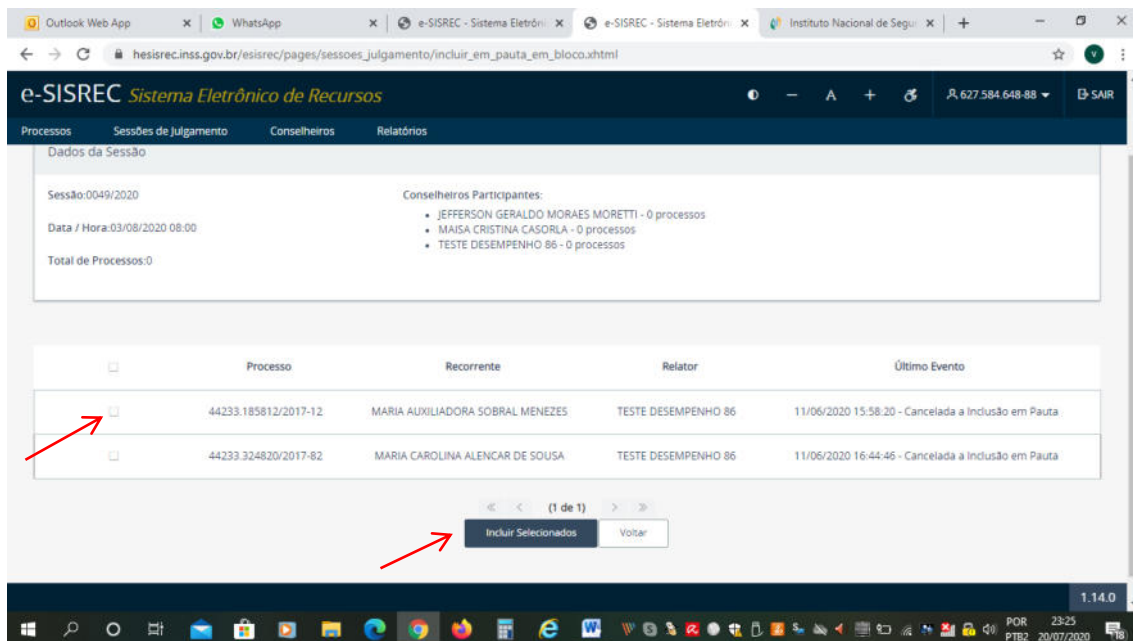 Outlook Web App
WhatsApp
e-SISREC - Sistema Eletrôni
e-SISREC - Sistema Eletrôni
Instituto Nacional de Segur
hesisrec.inss.gov.br/esisrec/pages/sessoes_julgamento/incluir_em_pauta_em_bloco.xhtml
V
e-SISREC Sistema Eletrônico de Recursos
A
627.584.648-88
SAIR
Processos Sessões de Julgamento Conselheiros Relatórios
Dados da Sessão
Sessão:0049/2020
Data / Hora:03/08/2020 08:00
Total de Processos:0
Conselheiros Participantes:
JEFFERSON GERALDO MORAES MORETTI - 0 processos
MAISA CRISTINA CASORLA - 0 processos
TESTE DESEMPENHO 86 - 0 processos
Processo Recorrente Relator Último Evento
44233.185812/2017-12 MARIA AUXILIADORA SOBRAL MENEZES TESTE DESEMPENHO 86 11/06/2020 15:58:20 - Cancelada a Inclusão em Pauta
44233.324820/2017-82 MARIA CAROLINA ALENCAR DE SOUSA TESTE DESEMPENHO 86 11/06/2020 16:44:46 - Cancelada a Inclusão em Pauta
(1 de 1)
Incluir Selecionados Voltar
1.14.0
POR 23:25
PTB2 20/07/2020